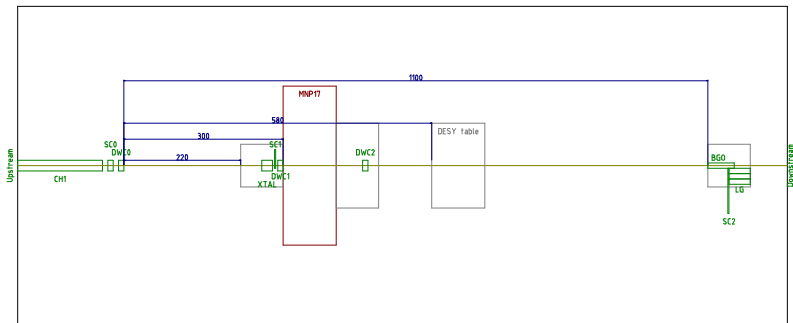 1100
MNP17
580
DESY table
300
SC0
SC1
DWC0
DWC2
220
BGO
Upstream
Downstream
DWC1
CH1
XTAL
LG
SC2